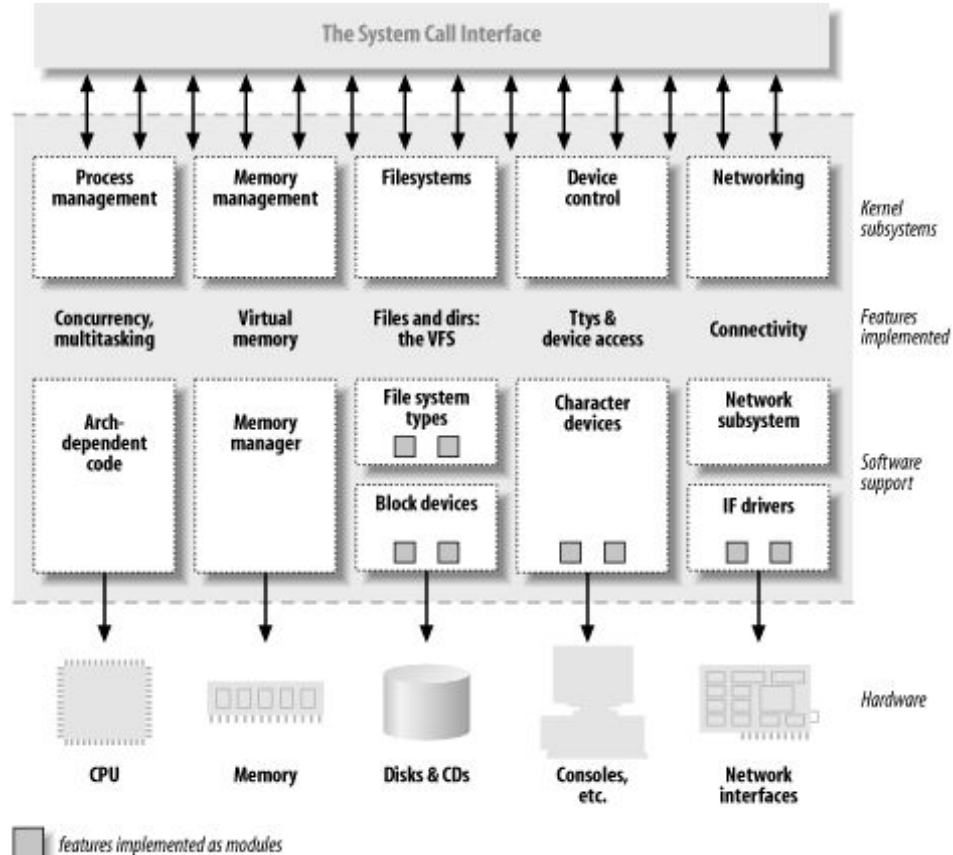 The System Call Interface
Process
management
Memory
management
Filesystems
Device
control
Networking
Kernel
subsystems
Concurrency,
multitasking
Virtual
memory
Files and dirs:
the VFS
Ttys &
device access
Connectivity
Features
implemented
Arch-
dependent
code
Memory
manager
File system
types
Block devices
Character
devices
Network
subsystem
IF drivers
Software
support
Hardware
CPU
Memory
Disks & CDs
Consoles,
etc.
Network
interfaces
features implemented as modules